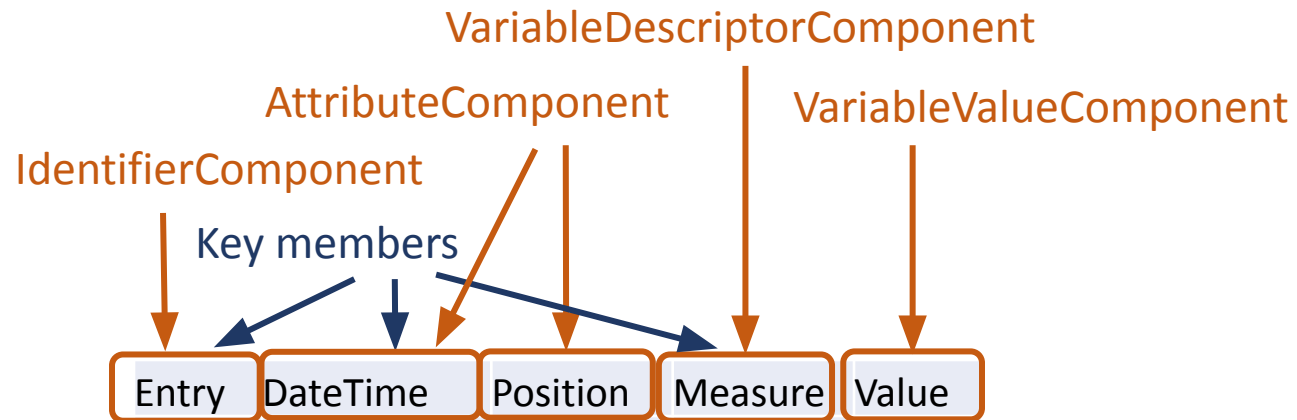 VariableDescriptorComponent
AttributeComponent
VariableValueComponent
IdentifierComponent
Key members
Entry DateTime Position Measure Value